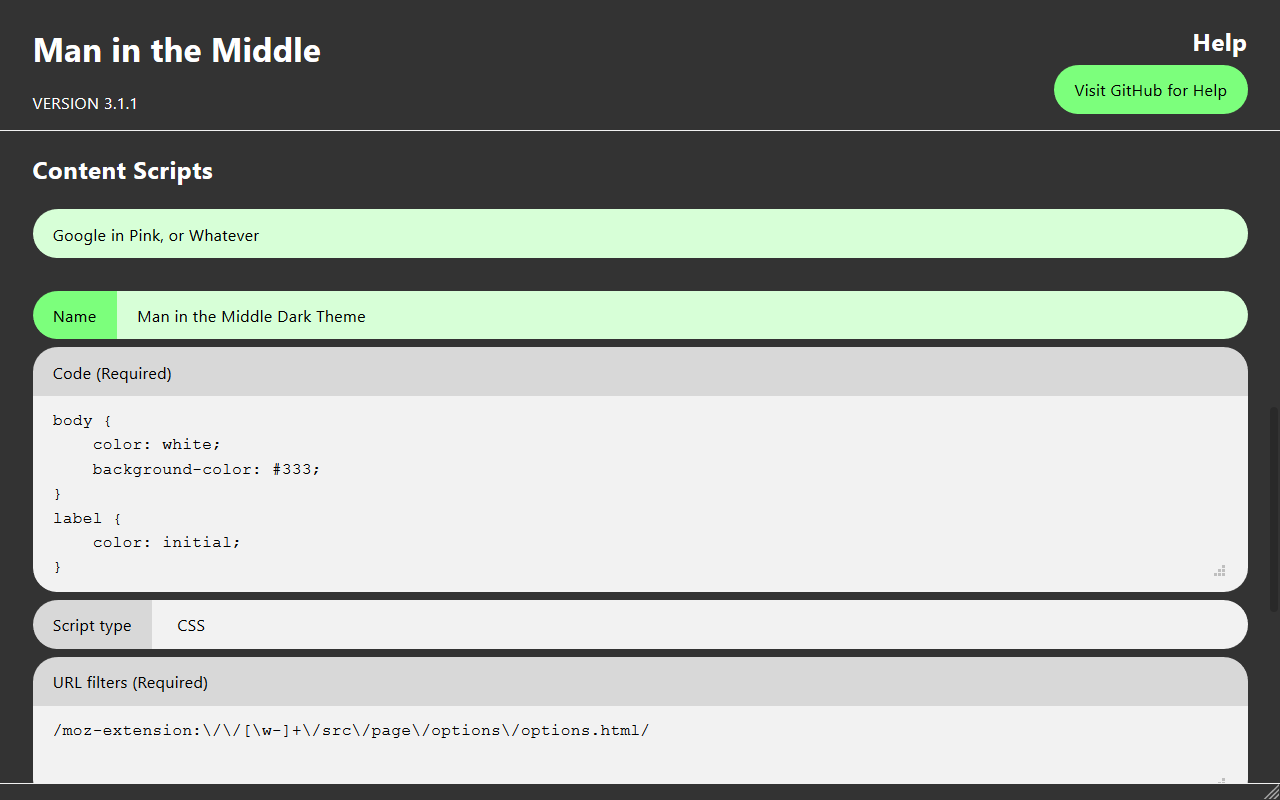 Man in the Middle
Help
VERSION 3.1.1
Visit GitHub for Help
Content Scripts
Google in Pink, or Whatever
Name
Man in the Middle Dark Theme
Code (Required)
body {
    color: white;
    background-color: #333;
}
label {
    color: initial;
}
Script type
CSS
URL filters (Required)
/moz-extension:\/\/[\w-]+\/src\/page\/options\/options.html/